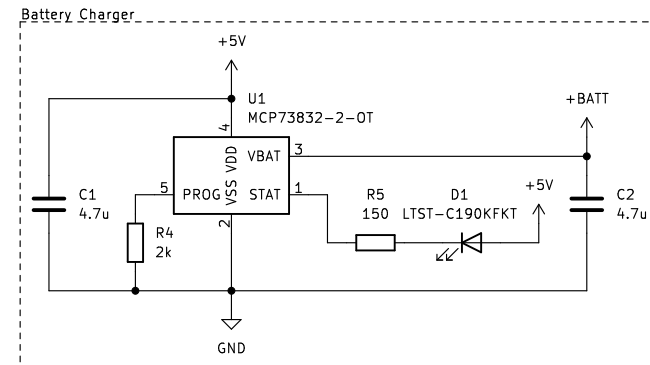 Battery Charger
+5V
U1
MCP73832-2-OT
+BATT
4
VDD
VBAT
3
5
PROG
VSS
STAT
1
2
C1
4.7u
R4
2k
R5
150
D1
LTST-C190KFKT
+5V
C2
4.7u
GND